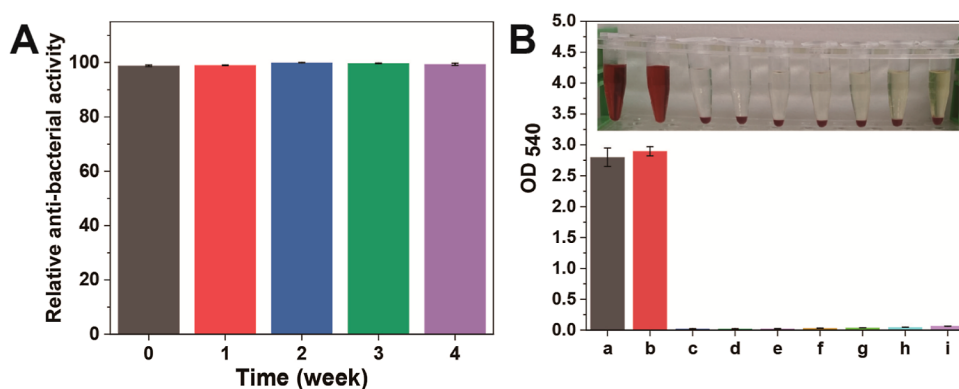 A
Relative anti-bacterial activity
100
80
60
40
20
0
0 1 2 3 4
Time (week)
B
OD 540
5.0
4.5
4.0
3.5
3.0
2.5
2.0
1.5
1.0
0.5
0.0
a b c d e f g h i